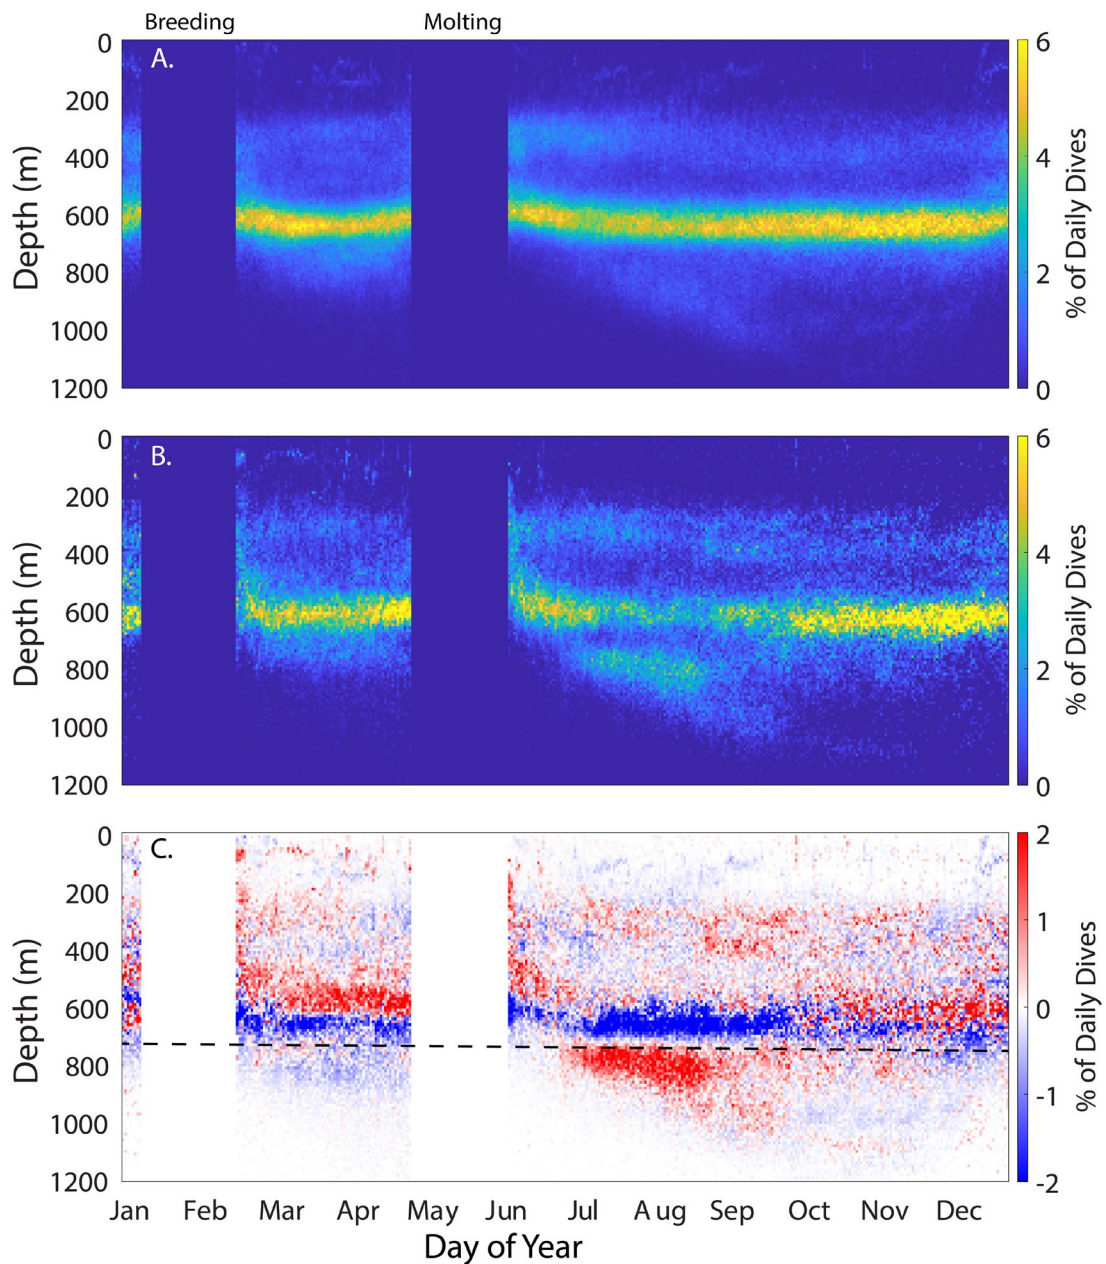 Breeding Molting
A.
0
200
400
600
800
1000
1200
Depth (m)
6
4
2
0
% of Daily Dives
B.
0
200
400
600
800
1000
1200
Depth (m)
6
4
2
0
% of Daily Dives
C.
0
200
400
600
800
1000
1200
Depth (m)
2
1
0
-1
-2
% of Daily Dives
Jan Feb Mar Apr May Jun Jul Aug Sep Oct Nov Dec
Day of Year